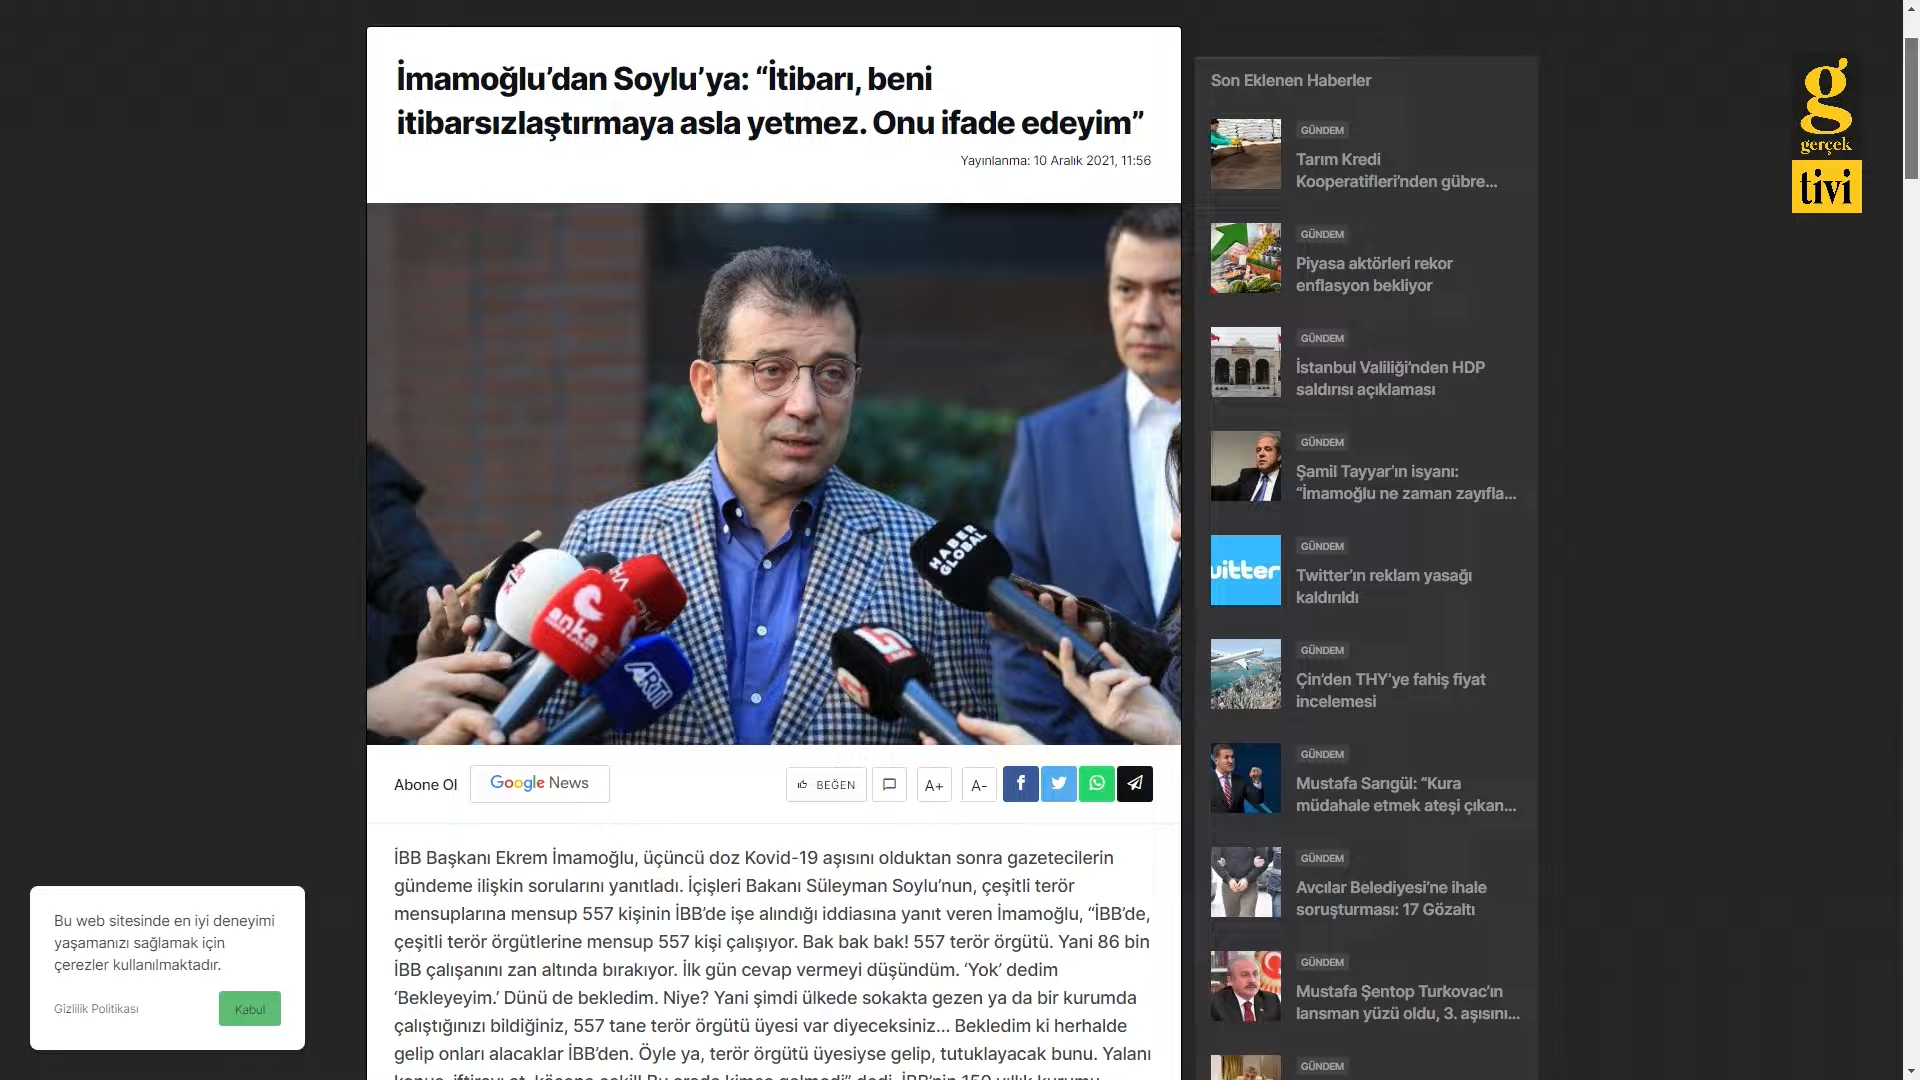 İmamoğlu’dan Soylu’ya: “İtibarı, beni
itibarsızlaştırmaya asla yetmez. Onu ifade edeyim”
Yayınlanma: 10 Aralık 2021, 11:56
HABER
GLOBAL
anka
ARTI
Abone Ol
Google News
BEĞEN
A+
A-
İBB Başkanı Ekrem İmamoğlu, üçüncü doz Kovid-19 aşısını olduktan sonra gazetecilerin
gündeme ilişkin sorularını yanıtladı. İçişleri Bakanı Süleyman Soylu’nun, çeşitli terör
mensuplarına mensup 557 kişinin İBB’de işe alındığı iddiasına yanıt veren İmamoğlu, “İBB’de,
çeşitli terör örgütlerine mensup 557 kişi çalışıyor. Bak bak bak! 557 terör örgütü. Yani 86 bin
İBB çalışanını zan altında bırakıyor. İlk gün cevap vermeyi düşündüm. ‘Yok’ dedim
‘Bekleyeyim.’ Dünü de bekledim. Niye? Yani şimdi ülkede sokakta gezen ya da bir kurumda
çalıştığınızı bildiğiniz, 557 tane terör örgütü üyesi var diyeceksiniz... Bekledim ki herhalde
gelip onları alacaklar İBB’den. Öyle ya, terör örgütü üyesiyse gelip, tutuklayacak bunu. Yalanı
Son Eklenen Haberler
GÜNDEM
Tarım Kredi
Kooperatifleri’nden gübre...
GÜNDEM
Piyasa aktörleri rekor
enflasyon bekliyor
GÜNDEM
İstanbul Valiliği’nden HDP
saldırısı açıklaması
GÜNDEM
Şamil Tayyar’ın isyanı:
“İmamoğlu ne zaman zayıfla...
uitter
GÜNDEM
Twitter’ın reklam yasağı
kaldırıldı
GÜNDEM
Çin’den THY’ye fahiş fiyat
incelemesi
GÜNDEM
Mustafa Sarıgül: “Kura
müdahale etmek ateşi çıkan...
GÜNDEM
Avcılar Belediyesi’ne ihale
soruşturması: 17 Gözaltı
GÜNDEM
Mustafa Şentop Turkovac’ın
lansman yüzü oldu, 3. aşısını...
GÜNDEM
g
gerçek
tivi
Bu web sitesinde en iyi deneyimi
yaşamanızı sağlamak için
çerezler kullanılmaktadır.
Gizlilik Politikası
Kabul